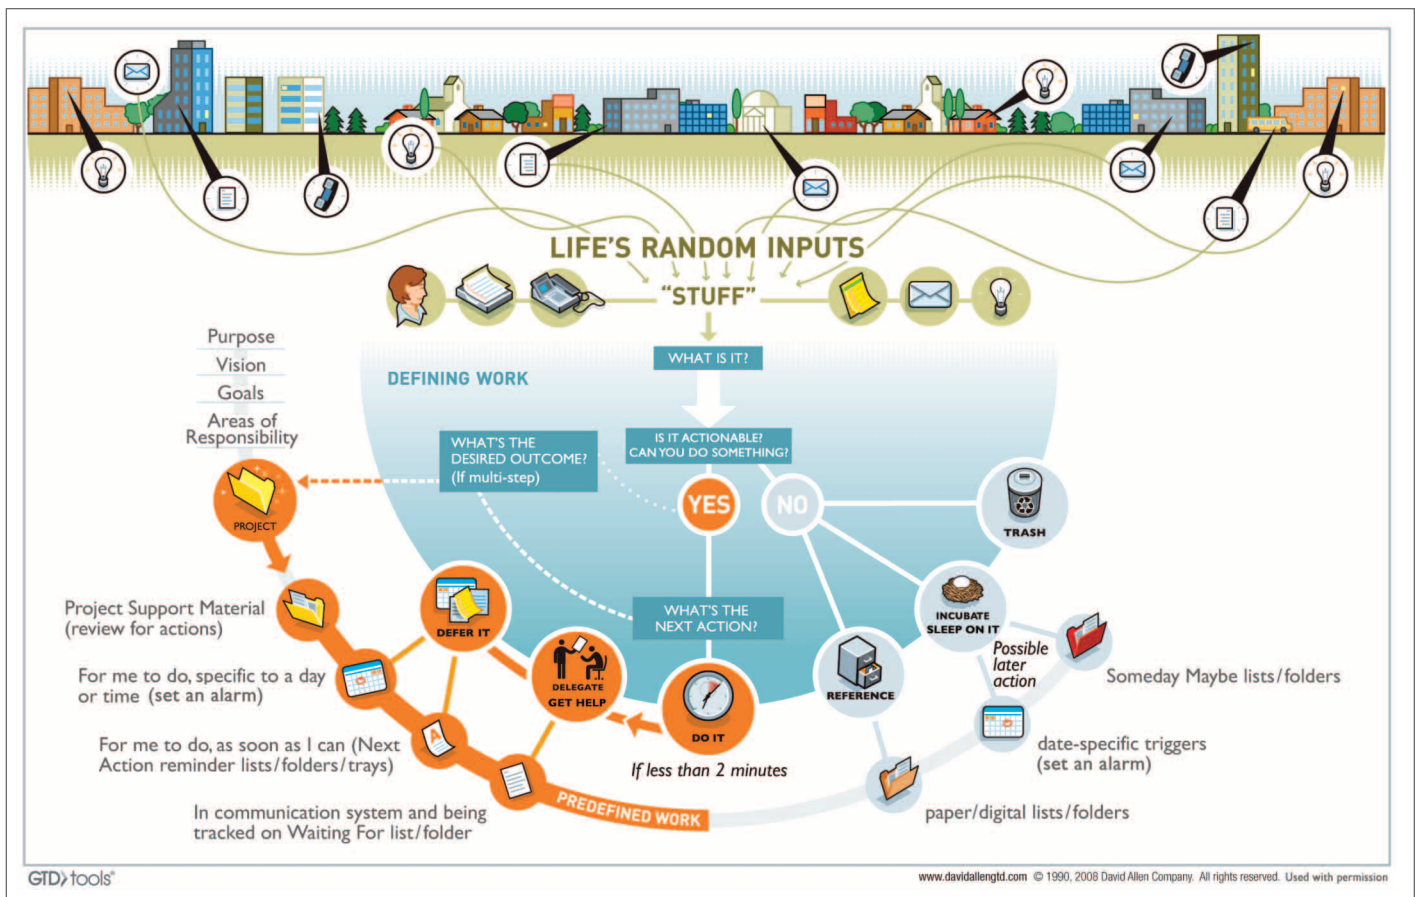 LIFE'S RANDOM INPUTS
"STUFF"
Purpose
Vision
Goals
Areas of
Responsibility
WHAT IS IT?
DEFINING WORK
IS IT ACTIONABLE?
CAN YOU DO SOMETHING?
WHAT'S THE
DESIRED OUTCOME?
(If multi-step)
YES
NO
PROJECT
TRASH
Project Support Material
(review for actions)
DEFER IT
WHAT'S THE
NEXT ACTION?
INCUBATE
SLEEP ON IT
Possible
later
action
For me to do, specific to a day
or time (set an alarm)
DELEGATE
GET HELP
DO IT
REFERENCE
Someday Maybe lists/folders
For me to do, as soon as I can (Next
Action reminder lists/folders/trays)
A
If less than 2 minutes
date-specific triggers
(set an alarm)
In communication system and being
tracked on Waiting For list/folder
PREDEFINED WORK
paper/digital lists/folders
GTD tools®
www.davidallengtd.com © 1990, 2008 David Allen Company. All rights reserved. Used with permission